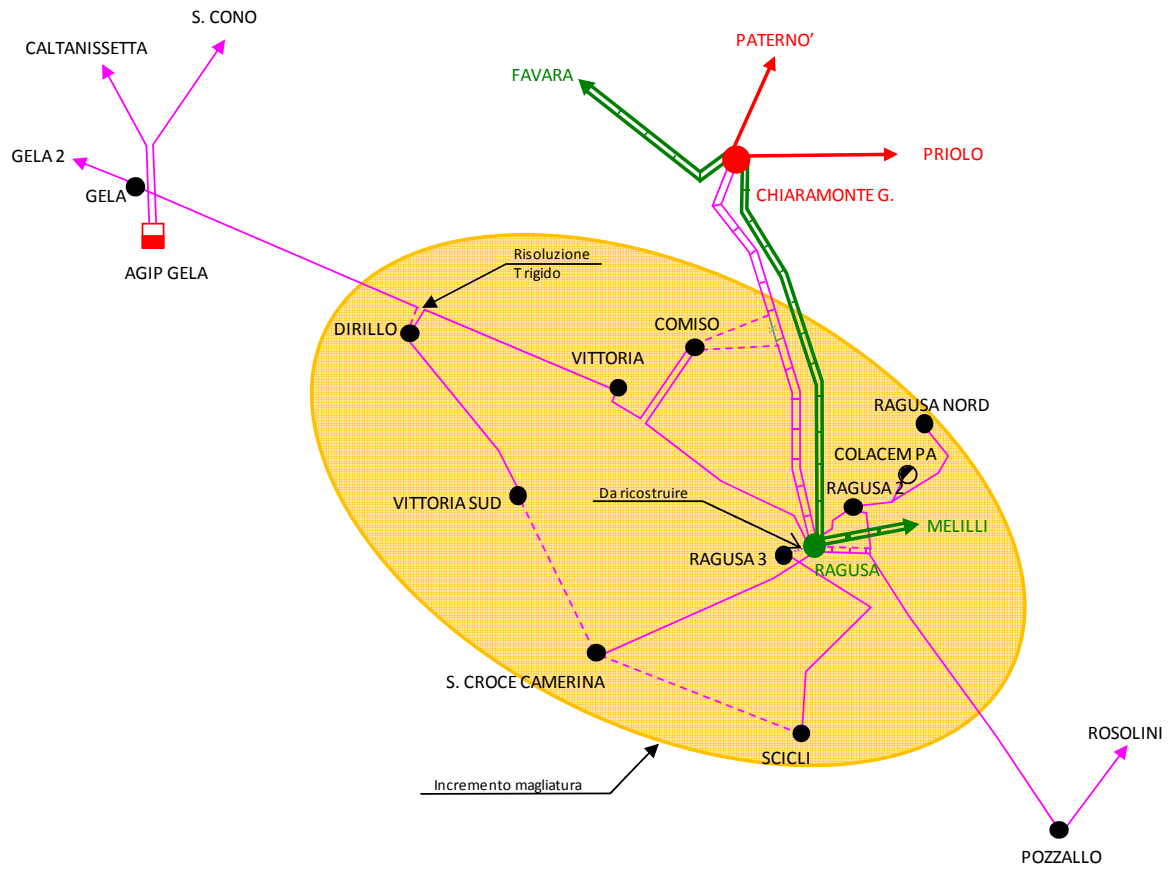 S. CONO
CALTANISSETTA
PATERNO’
FAVARA
GELA 2
PRIOLO
GELA
CHIARAMONTE G.
AGIP GELA
Risoluzione
T rigido
DIRILLO
COMISO
VITTORIA
RAGUSA NORD
COLACEM PA
Da ricostruire
RAGUSA 2
VITTORIA SUD
MELILLI
RAGUSA 3
RAGUSA
S. CROCE CAMERINA
ROSOLINI
SCICLI
Incremento magliatura
POZZALLO